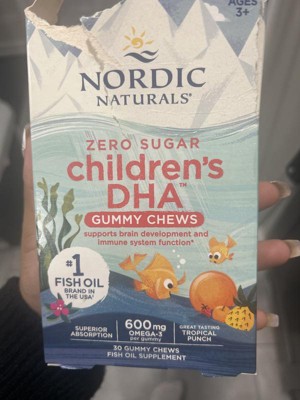 AGES
3+
NORDIC
NATURALS®
ZERO SUGAR
children's
DHA™
GUMMY CHEWS
supports brain development and
immune system function*
#1
FISH OIL
BRAND IN
THE USA†
SUPERIOR
ABSORPTION
600mg
OMEGA-3
per gummy
GREAT TASTING
TROPICAL
PUNCH
30 GUMMY CHEWS
FISH OIL SUPPLEMENT